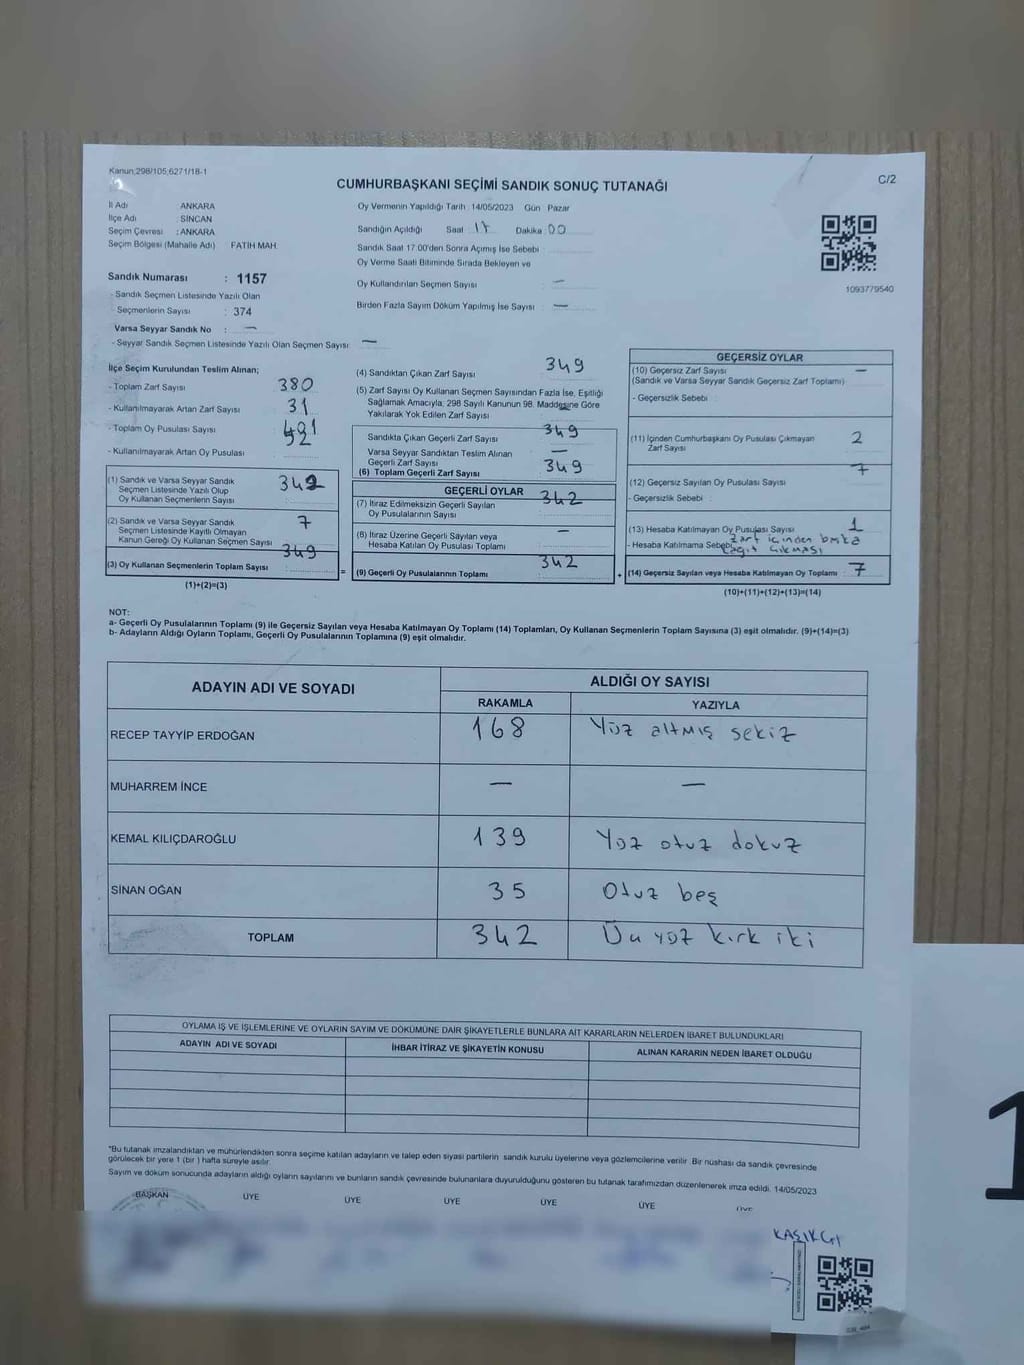 Kanun;298/105;6271/18-1
CUMHURBAŞKANI SEÇİMİ SANDIK SONUÇ TUTANAĞI
C/2
İl Adı : ANKARA
İlçe Adı : SİNCAN
Seçim Çevresi : ANKARA
Seçim Bölgesi (Mahalle Adı) : FATİH MAH.
Sandık Numarası : 1157
- Sandık Seçmen Listesinde Yazılı Olan
- Seçmenlerin Sayısı : 374
Varsa Seyyar Sandık No : —
- Seyyar Sandık Seçmen Listesinde Yazılı Olan Seçmen Sayısı: —
Oy Vermenin Yapıldığı Tarih :14/05/2023 Gün : Pazar
Sandığın Açıldığı Saat : 17 Dakika : 00
Sandık Saat 17:00'den Sonra Açımış İse Sebebi :
Oy Verme Saati Bitiminde Sırada Bekleyen ve
Oy Kullandırılan Seçmen Sayısı : —
Birden Fazla Sayım Döküm Yapılmış İse Sayısı : —
1093779540
İlçe Seçim Kurulundan Teslim Alınan;
- Toplam Zarf Sayısı 380
- Kullanılmayarak Artan Zarf Sayısı 31
- Toplam Oy Pusulası Sayısı
- Kullanılmayarak Artan Oy Pusulası
(1) Sandık ve Varsa Seyyar Sandık
Seçmen Listesinde Yazılı Olup
Oy Kullanan Seçmenlerin Sayısı 342
(2) Sandık ve Varsa Seyyar Sandık
Seçmen Listesinde Kayıtlı Olmayan
Kanun Gereği Oy Kullanan Seçmen Sayısı 7
(3) Oy Kullanan Seçmenlerin Toplam Sayısı 349
(1)+(2)=(3)
(4) Sandıktan Çıkan Zarf Sayısı 349
(5) Zarf Sayısı Oy Kullanan Seçmen Sayısından Fazla İse, Eşitliği
Sağlamak Amacıyla, 298 Sayılı Kanunun 98. Maddesine Göre
Yakılarak Yok Edilen Zarf Sayısı —
Sandıkta Çıkan Geçerli Zarf Sayısı 349
Varsa Seyyar Sandıktan Teslim Alınan
Geçerli Zarf Sayısı —
(6) Toplam Geçerli Zarf Sayısı 349
GEÇERLİ OYLAR
(7) İtiraz Edilmeksizin Geçerli Sayılan
Oy Pusulalarının Sayısı 342
(8) İtiraz Üzerine Geçerli Sayılan veya
Hesaba Katılan Oy Pusulası Toplamı —
(9) Geçerli Oy Pusulalarının Toplamı 342
GEÇERSİZ OYLAR
(10) Geçersiz Zarf Sayısı —
(Sandık ve Varsa Seyyar Sandık Geçersiz Zarf Toplamı)
- Geçersizlik Sebebi :
(11) İçinden Cumhurbaşkanı Oy Pusulası Çıkmayan 2
Zarf Sayısı
(12) Geçersiz Sayılan Oy Pusulası Sayısı 7
- Geçersizlik Sebebi :
(13) Hesaba Katılmayan Oy Pusulası Sayısı 1
- Hesaba Katılmama Sebebi Zarf içinden başka
kağıt çıkması
(14) Geçersiz Sayılan veya Hesaba Katılmayan Oy Toplamı : 7
(10)+(11)+(12)+(13)=(14)
NOT:
a- Geçerli Oy Pusulalarının Toplamı (9) ile Geçersiz Sayılan veya Hesaba Katılmayan Oy Toplamı (14) Toplamları, Oy Kullanan Seçmenlerin Toplam Sayısına (3) eşit olmalıdır. (9)+(14)=(3)
b- Adayların Aldığı Oyların Toplamı, Geçerli Oy Pusulalarının Toplamına (9) eşit olmalıdır.
ADAYIN ADI VE SOYADI
ALDIĞI OY SAYISI
RAKAMLA YAZIYLA
RECEP TAYYİP ERDOĞAN 168 Yüz altmış sekiz
MUHARREM İNCE — —
KEMAL KILIÇDAROĞLU 139 Yüz otuz dokuz
SİNAN OĞAN 35 Otuz beş
TOPLAM 342 Üç yüz kırk iki
OYLAMA İŞ VE İŞLEMLERİNE VE OYLARIN SAYIM VE DÖKÜMÜNE DAİR ŞİKAYETLERLE BUNLARA AİT KARARLARIN NELERDEN İBARET BULUNDUKLARI
ADAYIN ADI VE SOYADI İHBAR İTİRAZ VE ŞİKAYETİN KONUSU ALINAN KARARIN NEDEN İBARET OLDUĞU
*Bu tutanak imzalandıktan ve mühürlendikten sonra seçime katılan adayların ve talep eden siyasi partilerin sandık kurulu üyelerine veya gözlemcilerine verilir. Bir nüshası da sandık çevresinde
görülecek bir yere 1 (bir ) hafta süreyle asılır.
Sayım ve döküm sonucunda adayların aldığı oyların sayılarını ve bunların sandık çevresinde bulunanlara duyurulduğunu gösteren bu tutanak tarafımızdan düzenlenerek imza edildi. 14/05/2023
BAŞKAN ÜYE ÜYE ÜYE ÜYE ÜYE ÜYE
KAŞIKÇI
1